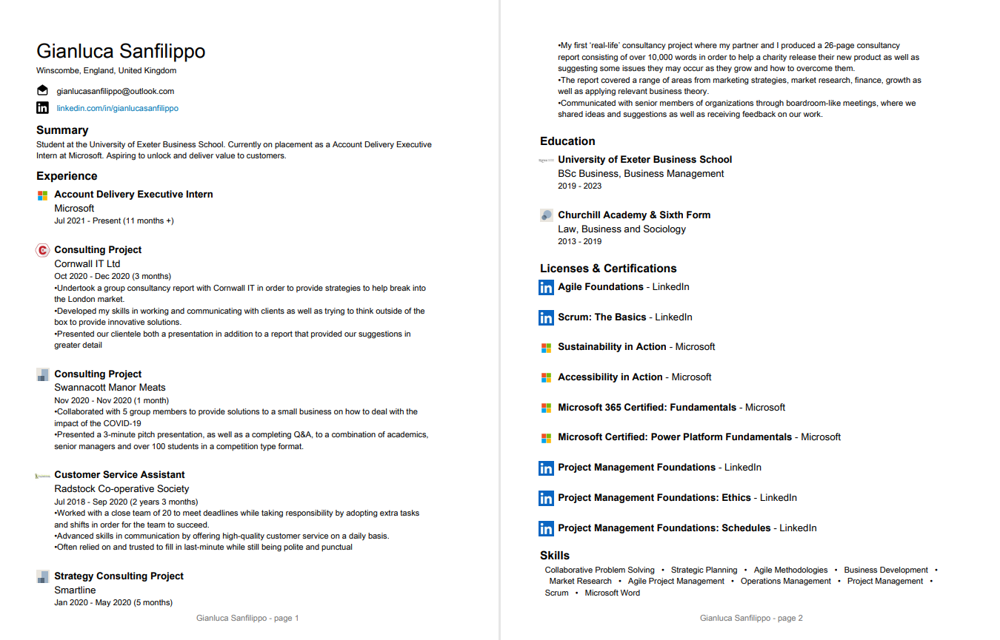 Gianluca Sanfilippo
Winscombe, England, United Kingdom
gianlucasanfilippo@outlook.com
in linkedin.com/in/gianlucasanfilippo
Summary
Student at the University of Exeter Business School. Currently on placement as a Account Delivery Executive
Intern at Microsoft. Aspiring to unlock and deliver value to customers.
Experience
Account Delivery Executive Intern
Microsoft
Jul 2021 - Present (11 months +)
Consulting Project
Cornwall IT Ltd
Oct 2020 - Dec 2020 (3 months)
•Undertook a group consultancy report with Cornwall IT in order to provide strategies to help break into
the London market.
•Developed my skills in working and communicating with clients as well as trying to think outside of the
box to provide innovative solutions.
•Presented our clientele both a presentation in addition to a report that provided our suggestions in
greater detail
Consulting Project
Swannacott Manor Meats
Nov 2020 - Nov 2020 (1 month)
•Collaborated with 5 group members to provide solutions to a small business on how to deal with the
impact of the COVID-19
•Presented a 3-minute pitch presentation, as well as a completing Q&A, to a combination of academics,
senior managers and over 100 students in a competition type format.
Customer Service Assistant
Radstock Co-operative Society
Jul 2018 - Sep 2020 (2 years 3 months)
•Worked with a close team of 20 to meet deadlines while taking responsibility by adopting extra tasks
and shifts in order for the team to succeed.
•Advanced skills in communication by offering high-quality customer service on a daily basis.
•Often relied on and trusted to fill in last-minute while still being polite and punctual
Strategy Consulting Project
Smartline
Jan 2020 - May 2020 (5 months)
Gianluca Sanfilippo - page 1
•My first 'real-life' consultancy project where my partner and I produced a 26-page consultancy
report consisting of over 10,000 words in order to help a charity release their new product as well as
suggesting some issues they may occur as they grow and how to overcome them.
•The report covered a range of areas from marketing strategies, market research, finance, growth as
well as applying relevant business theory.
•Communicated with senior members of organizations through boardroom-like meetings, where we
shared ideas and suggestions as well as receiving feedback on our work.
Education
University of Exeter Business School
BSc Business, Business Management
2019 - 2023
Churchill Academy & Sixth Form
Law, Business and Sociology
2013 - 2019
Licenses & Certifications
in Agile Foundations - LinkedIn
in Scrum: The Basics - LinkedIn
Sustainability in Action - Microsoft
Accessibility in Action - Microsoft
Microsoft 365 Certified: Fundamentals - Microsoft
Microsoft Certified: Power Platform Fundamentals - Microsoft
in Project Management Foundations - LinkedIn
in Project Management Foundations: Ethics - LinkedIn
in Project Management Foundations: Schedules - LinkedIn
Skills
Collaborative Problem Solving • Strategic Planning • Agile Methodologies • Business Development •
Market Research • Agile Project Management • Operations Management • Project Management •
Scrum • Microsoft Word
Gianluca Sanfilippo - page 2